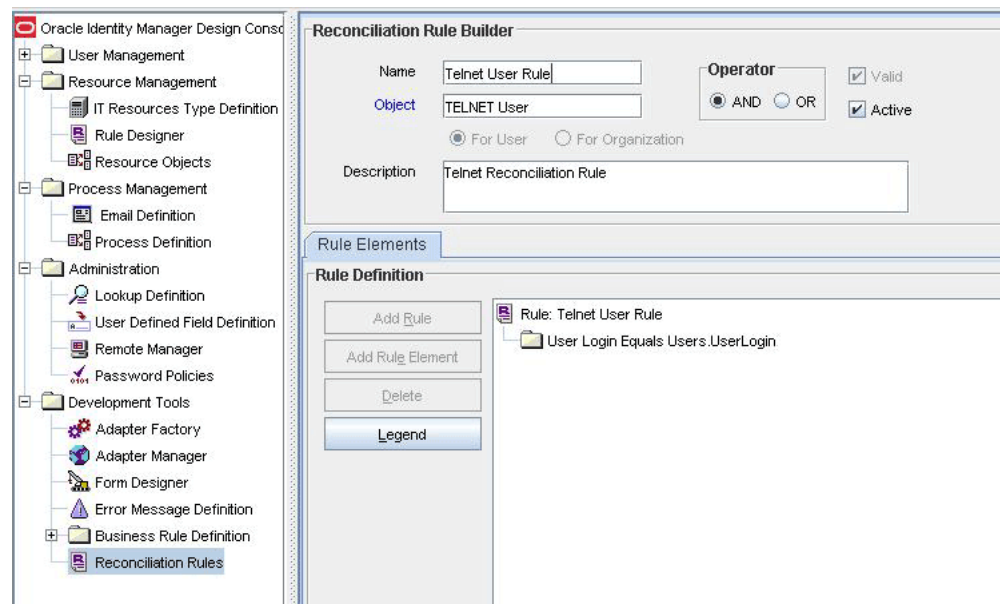 Oracle Identity Manager Design Consc
User Management
Resource Management
IT Resources Type Definition
Rule Designer
Resource Objects
Process Management
Email Definition
Process Definition
Administration
Lookup Definition
User Defined Field Definition
Remote Manager
Password Policies
Development Tools
Adapter Factory
Adapter Manager
Form Designer
Error Message Definition
Business Rule Definition
Reconciliation Rules
Reconciliation Rule Builder
Name Telnet User Rule
Object TELNET User
For User For Organization
Operator
AND OR
Valid
Active
Description Telnet Reconciliation Rule
Rule Elements
Rule Definition
Add Rule
Add Rule Element
Delete
Legend
Rule: Telnet User Rule
User Login Equals Users.UserLogin